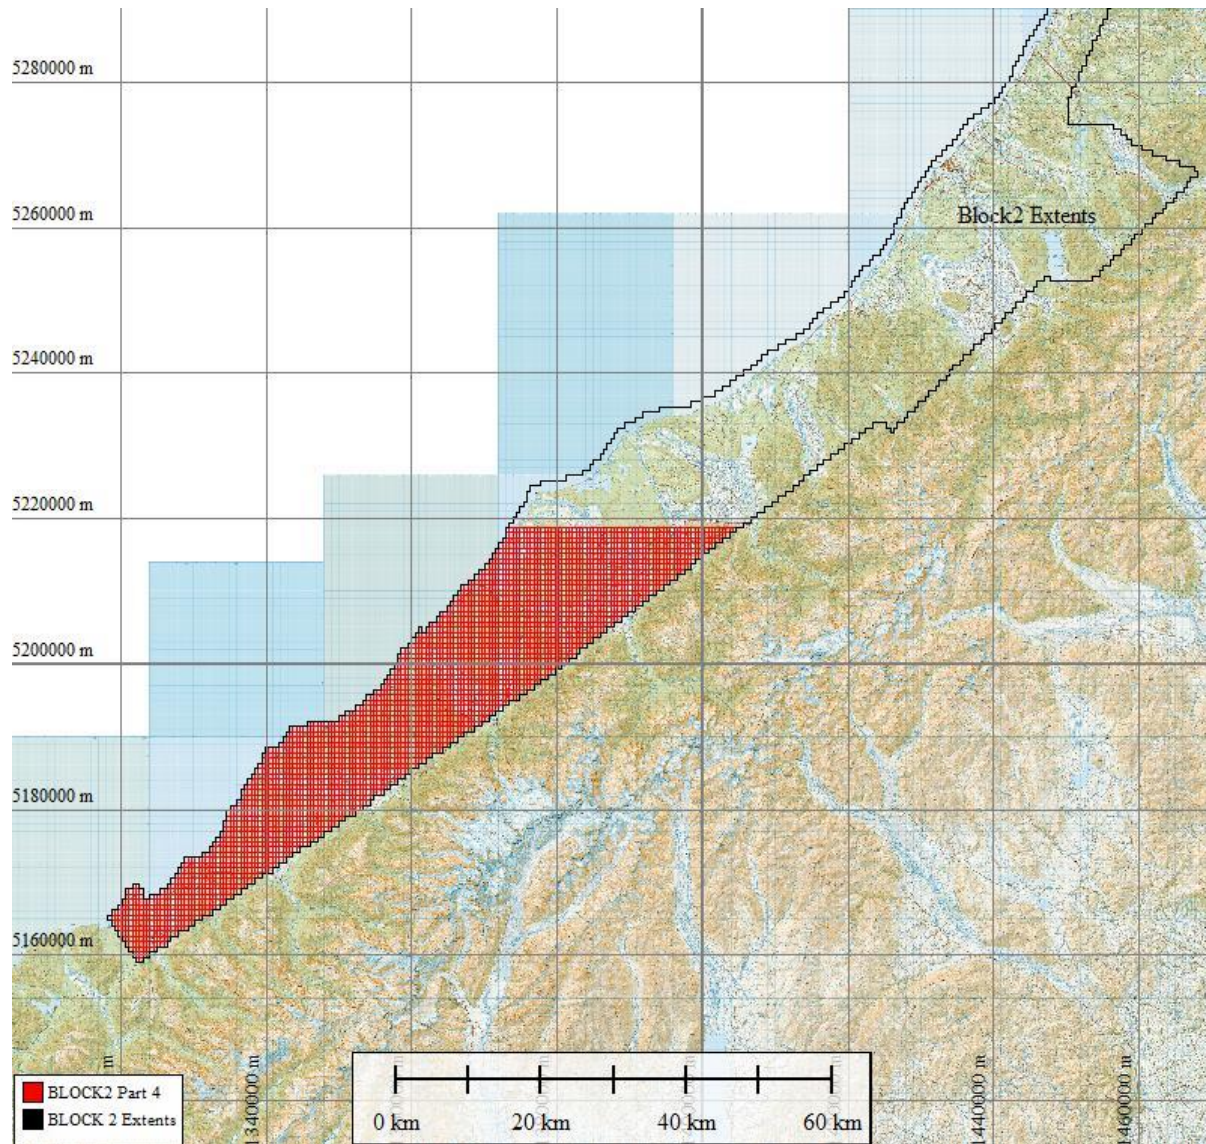 5280000 m
5260000 m
Block2 Extents
5240000 m
5220000 m
5200000 m
5180000 m
5160000 m
BLOCK2 Part 4
BLOCK 2 Extents
1340000 m
0 km 20 km 40 km 60 km
1440000 m
1460000 m